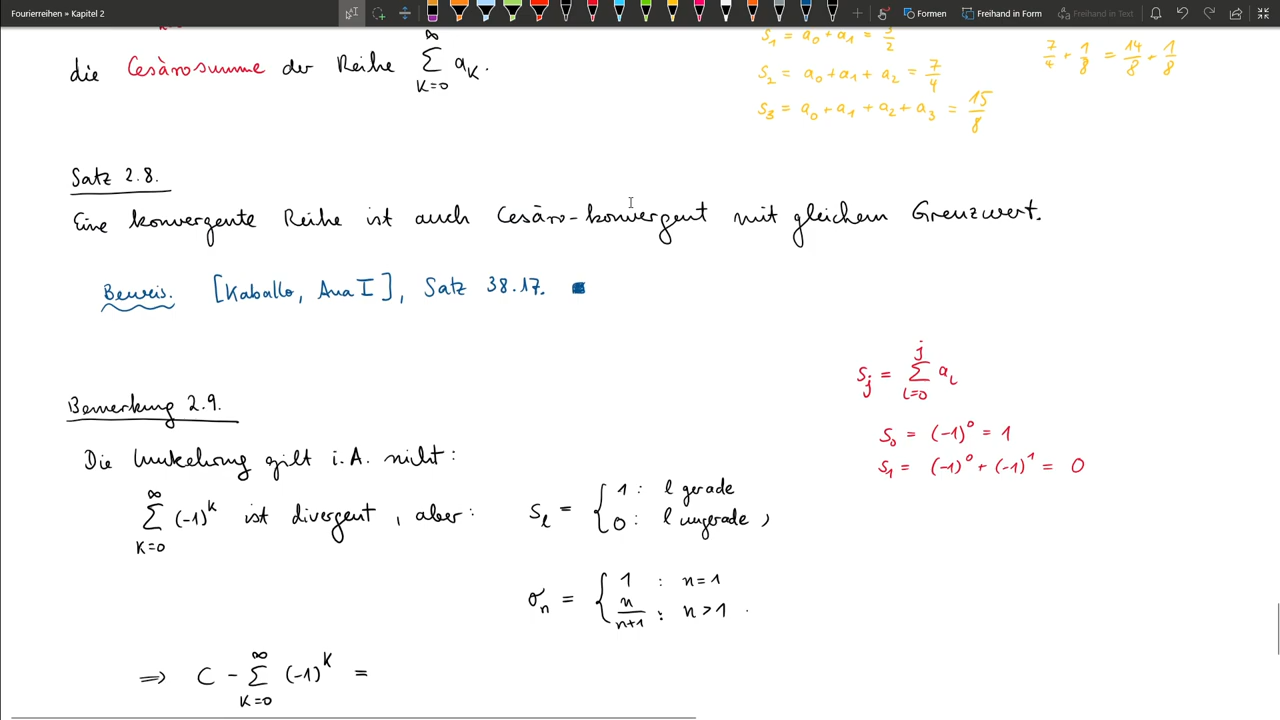 Fourierreihen » Kapitel 2
Formen
Freihand in Form
Freihand in Text
∞
die Cesàrosumme der Reihe ∑ a_k.
k=0
s_1 = a_0 + a_1 = 3/2
s_2 = a_0 + a_1 + a_2 = 7/4
s_3 = a_0 + a_1 + a_2 + a_3 = 15/8
7/4 + 1/8 = 14/8 + 1/8
Satz 2.8.
Eine konvergente Reihe ist auch Cesàro-konvergent mit gleichem Grenzwert.
Beweis. [Kaballo, Ana I], Satz 38.17. ■
j
s_j = ∑ a_l
l=0
s_0 = (-1)^0 = 1
s_1 = (-1)^0 + (-1)^1 = 0
Bemerkung 2.9.
Die Umkehrung gilt i.A. nicht:
∞
∑ (-1)^k ist divergent, aber: s_l = { 1 : l gerade
k=0
0 : l ungerade,
σ_n = { 1 : n=1
n/(n+1) : n>1.
∞
⇒ C - ∑ (-1)^k =
k=0